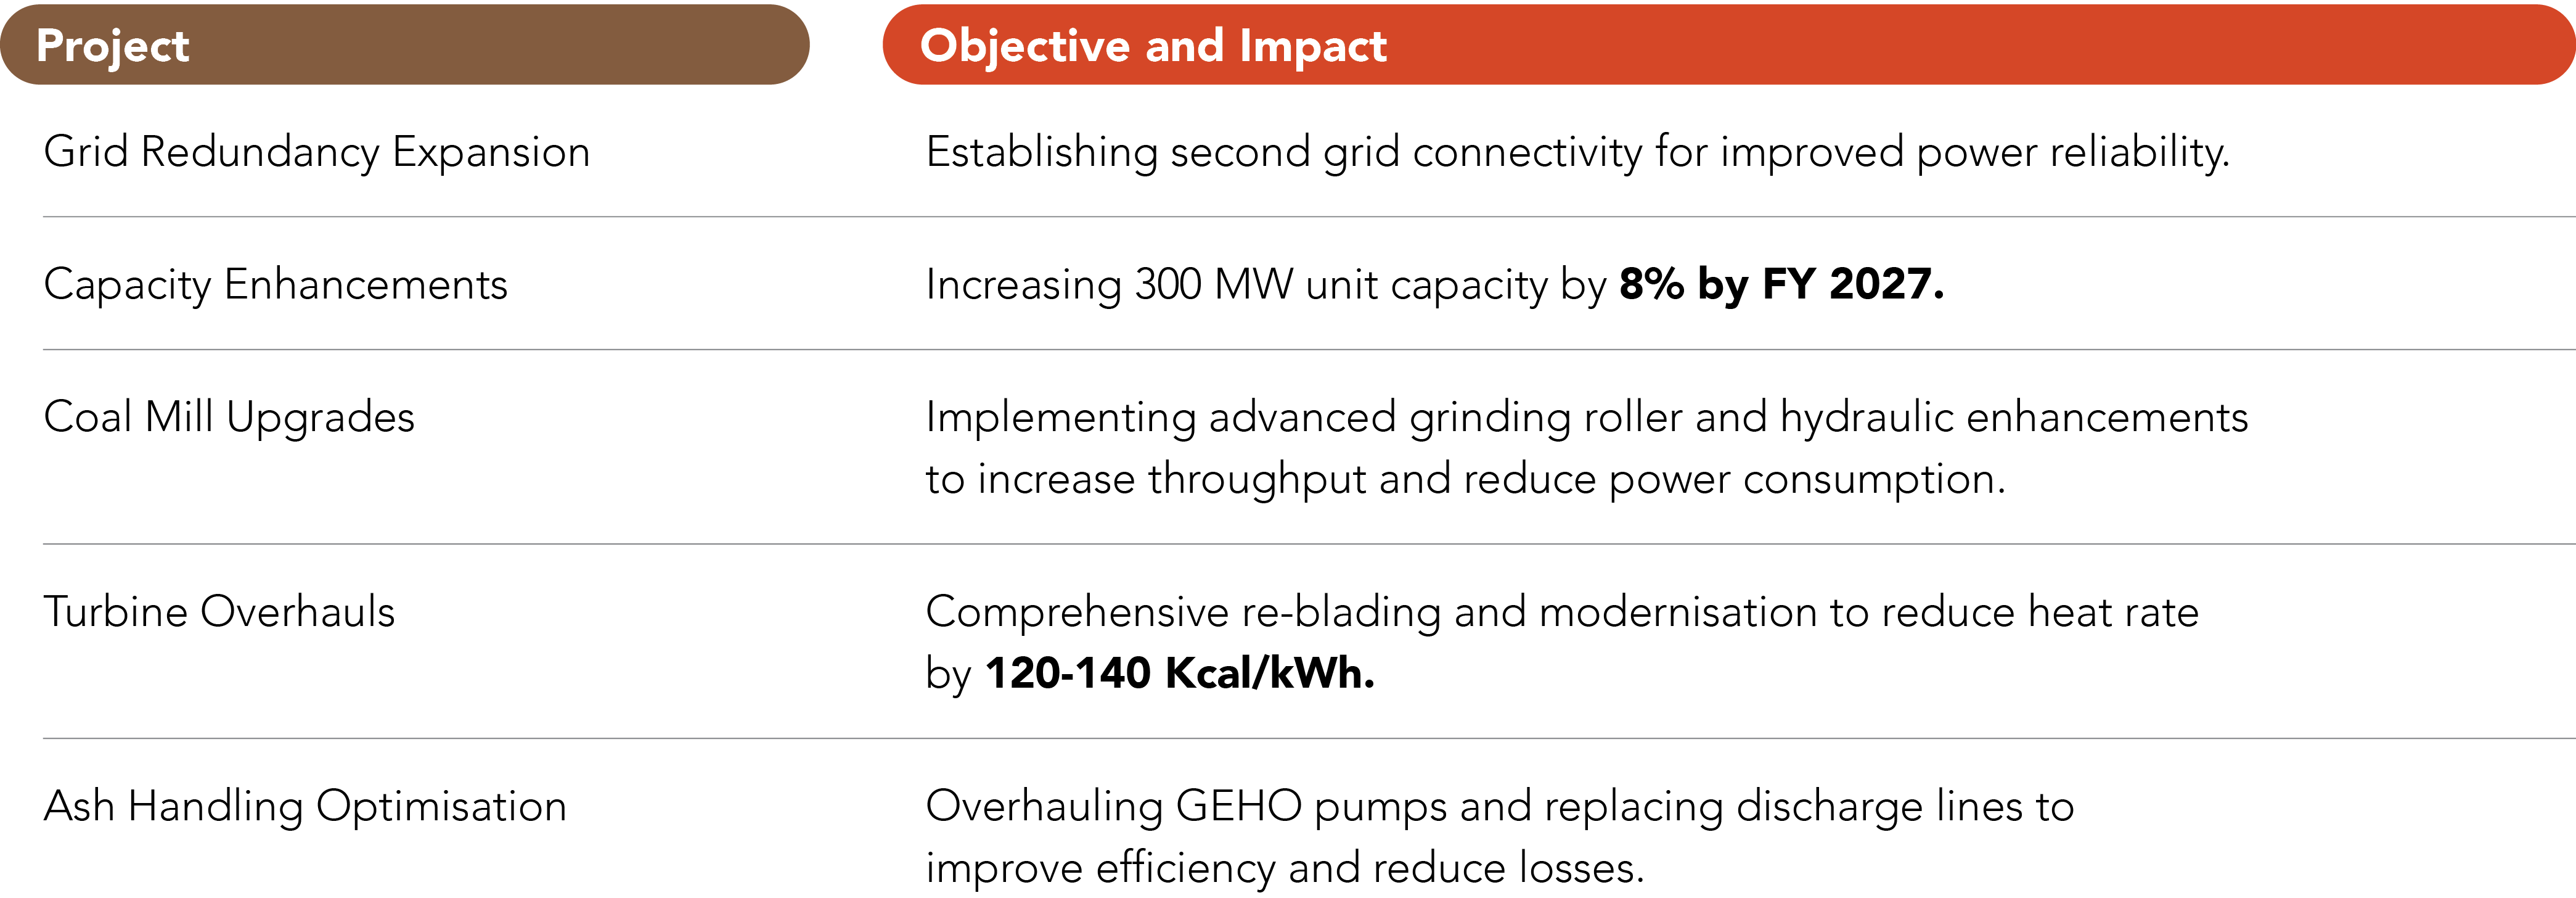 Project
Objective and Impact
Grid Redundancy Expansion
Establishing second grid connectivity for improved power reliability.
Capacity Enhancements
Increasing 300 MW unit capacity by 8% by FY 2027.
Coal Mill Upgrades
Implementing advanced grinding roller and hydraulic enhancements
to increase throughput and reduce power consumption.
Turbine Overhauls
Comprehensive re-blading and modernisation to reduce heat rate
by 120-140 Kcal/kWh.
Ash Handling Optimisation
Overhauling GEHO pumps and replacing discharge lines to
improve efficiency and reduce losses.